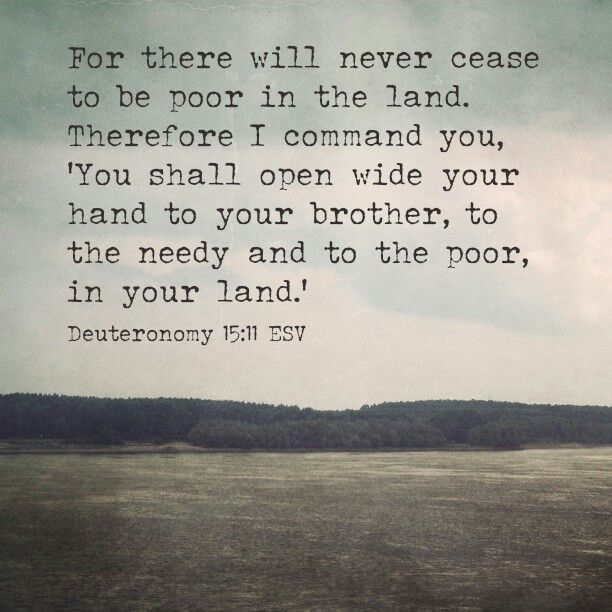 For there will never cease
to be poor in the land.
Therefore I command you,
'You shall open wide your
hand to your brother, to
the needy and to the poor,
in your land.'
Deuteronomy 15:11 ESV